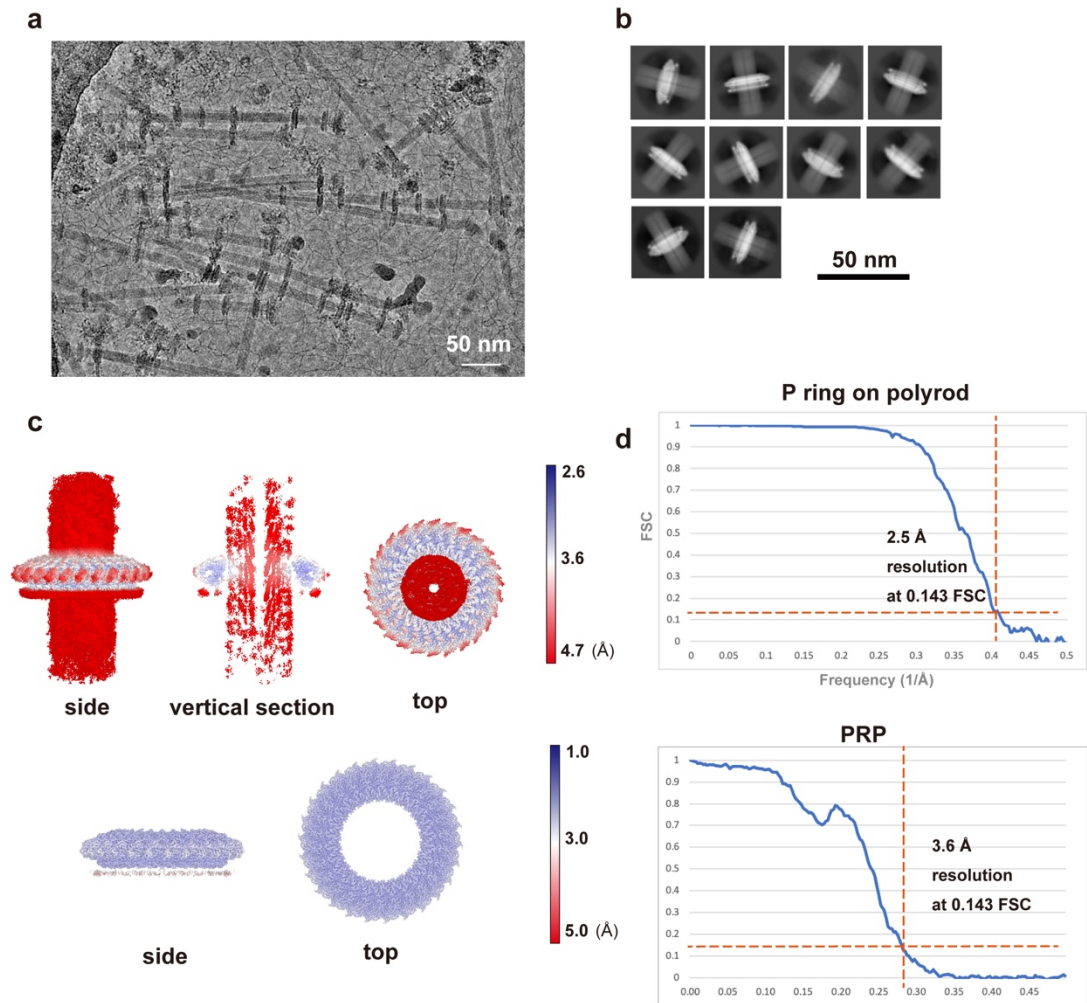 a
50 nm
b
50 nm
c
side
vertical section
top
2.6
3.6
4.7 (Å)
side
top
1.0
3.0
5.0 (Å)
d
P ring on polyrod
FSC
1
0.9
0.8
0.7
0.6
0.5
0.4
0.3
0.2
0.1
0
2.5 Å
resolution
at 0.143 FSC
0 0.05 0.1 0.15 0.2 0.25 0.3 0.35 0.4 0.45 0.5
Frequency (1/Å)
PRP
1
0.9
0.8
0.7
0.6
0.5
0.4
0.3
0.2
0.1
0
3.6 Å
resolution
at 0.143 FSC
0.00 0.05 0.10 0.15 0.20 0.25 0.30 0.35 0.40 0.45